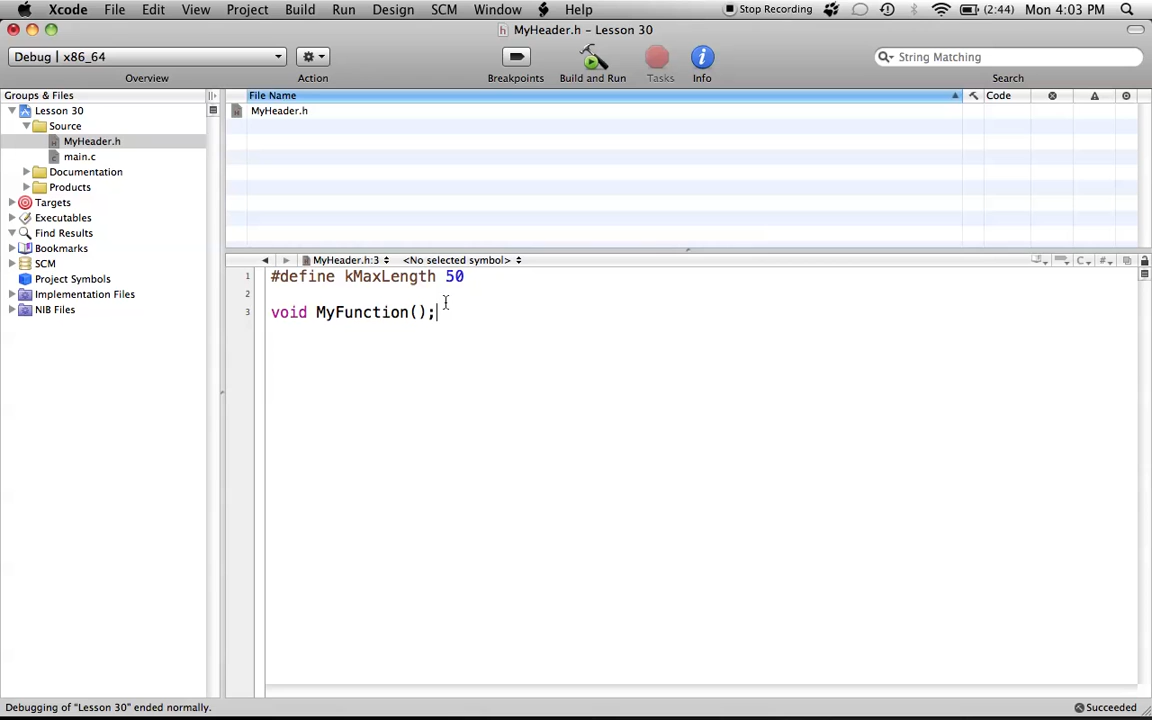 Xcode File Edit View Project Build Run Design SCM Window Help Stop Recording (2:44) Mon 4:03 PM
MyHeader.h – Lesson 30
Debug | x86_64 String Matching
Overview Action Breakpoints Build and Run Tasks Info Search
Groups & Files File Name Code
Lesson 30 MyHeader.h
Source
MyHeader.h
main.c
Documentation
Products
Targets
Executables
Find Results
Bookmarks
SCM MyHeader.h:3 <No selected symbol>
Project Symbols 1 #define kMaxLength 50
Implementation Files 2
NIB Files 3 void MyFunction();
Debugging of "Lesson 30" ended normally. Succeeded